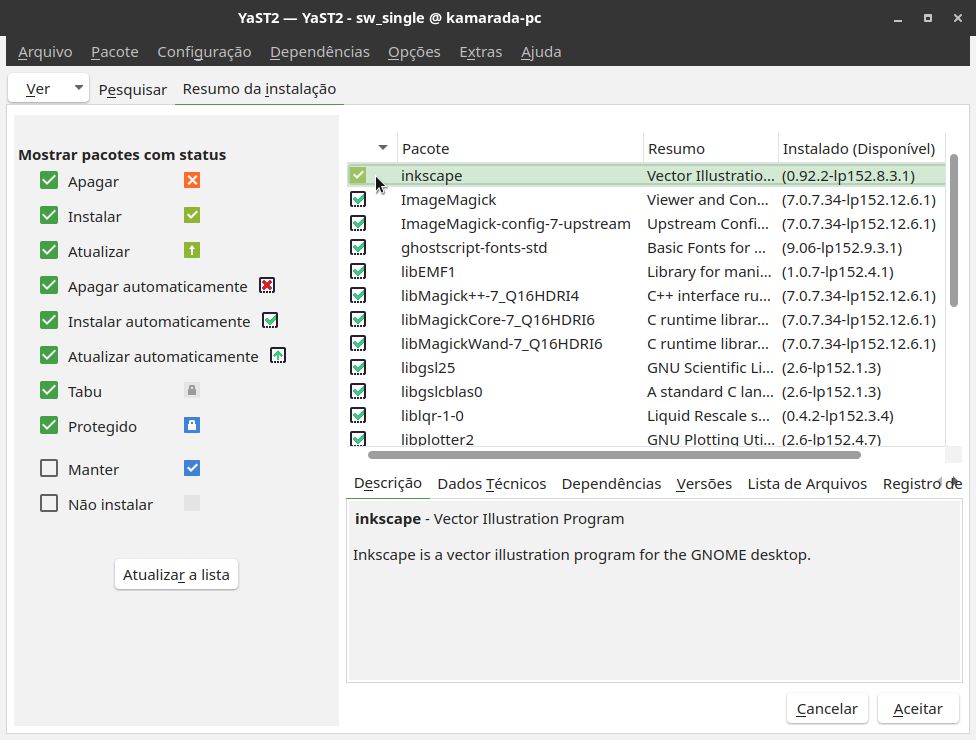 YaST2 — YaST2 - sw_single @ kamarada-pc
Arquivo Pacote Configuração Dependências Opções Extras Ajuda
Ver Pesquisar Resumo da instalação
Mostrar pacotes com status
Apagar
Instalar
Atualizar
Apagar automaticamente
Instalar automaticamente
Atualizar automaticamente
Tabu
Protegido
Manter
Não instalar
Atualizar a lista
Pacote Resumo Instalado (Disponível)
inkscape Vector Illustratio... (0.92.2-lp152.8.3.1)
ImageMagick Viewer and Con... (7.0.7.34-lp152.12.6.1)
ImageMagick-config-7-upstream Upstream Confi... (7.0.7.34-lp152.12.6.1)
ghostscript-fonts-std Basic Fonts for ... (9.06-lp152.9.3.1)
libEMF1 Library for mani... (1.0.7-lp152.4.1)
libMagick++-7_Q16HDRI4 C++ interface ru... (7.0.7.34-lp152.12.6.1)
libMagickCore-7_Q16HDRI6 C runtime librar... (7.0.7.34-lp152.12.6.1)
libMagickWand-7_Q16HDRI6 C runtime librar... (7.0.7.34-lp152.12.6.1)
libgsl25 GNU Scientific Li... (2.6-lp152.1.3)
libgslcblas0 A standard C lan... (2.6-lp152.1.3)
liblqr-1-0 Liquid Rescale s... (0.4.2-lp152.3.4)
libplotter2 GNU Plotting Uti... (2.6-lp152.4.7)
Descrição Dados Técnicos Dependências Versões Lista de Arquivos Registro de
inkscape - Vector Illustration Program
Inkscape is a vector illustration program for the GNOME desktop.
Cancelar Aceitar